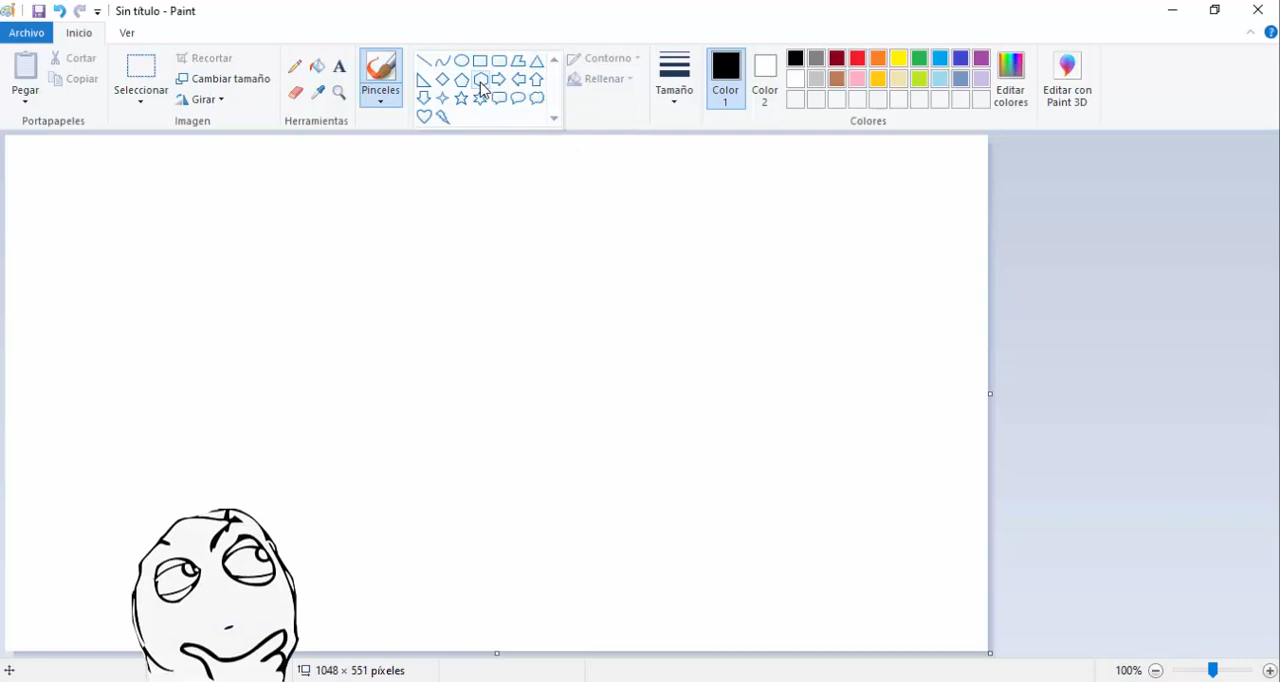 Sin título - Paint
Archivo
Inicio
Ver
Pegar
Cortar
Copiar
Portapapeles
Seleccionar
Recortar
Cambiar tamaño
Girar
Imagen
A
Herramientas
Pinceles
Contorno
Rellenar
Tamaño
Color
1
Color
2
Editar
colores
Colores
Editar con
Paint 3D
1048 × 551 píxeles
100%